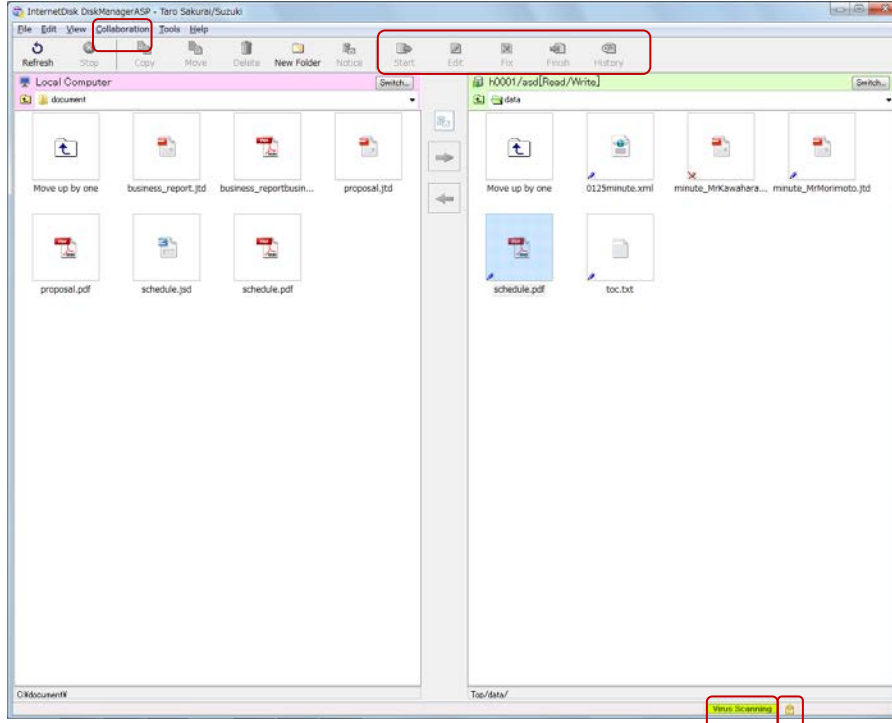 InternetDisk DiskManagerASP - Taro Sakurai/Suzuki
File Edit View Collaboration Tools Help
Refresh Stop Copy Move Delete New Folder Notice Start Edit Fix Finish History
Local Computer Switch...
h0001/asd[Read/Write] Switch...
document
data
Move up by one business_report.jtd business_reportbusin... proposal.jtd
Move up by one 0125minute.xml minute_MrKawahara... minute_MrMorimoto.jtd
proposal.pdf schedule.jsd schedule.pdf
schedule.pdf toc.txt
C:¥document¥
Top/data/
Virus Scanning